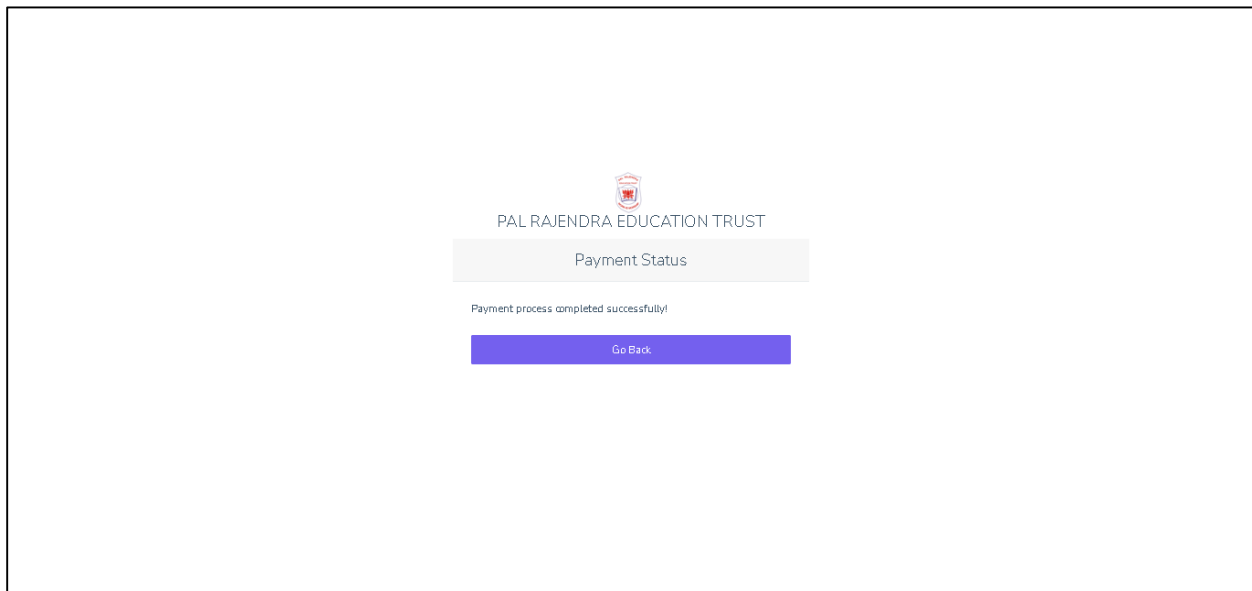 PAL RAJENDRA EDUCATION TRUST
Payment Status
Payment process completed successfully!
Go Back